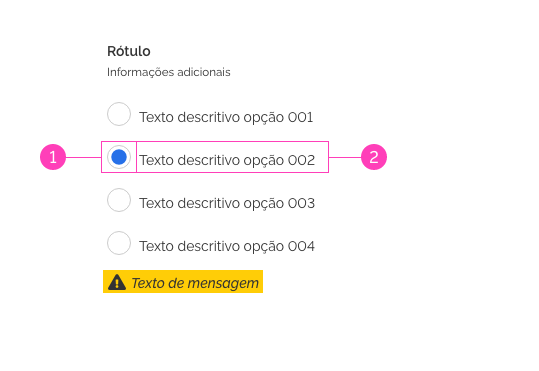 Rótulo
Informações adicionais
Texto descritivo opção 001
1 Texto descritivo opção 002 2
Texto descritivo opção 003
Texto descritivo opção 004
Texto de mensagem